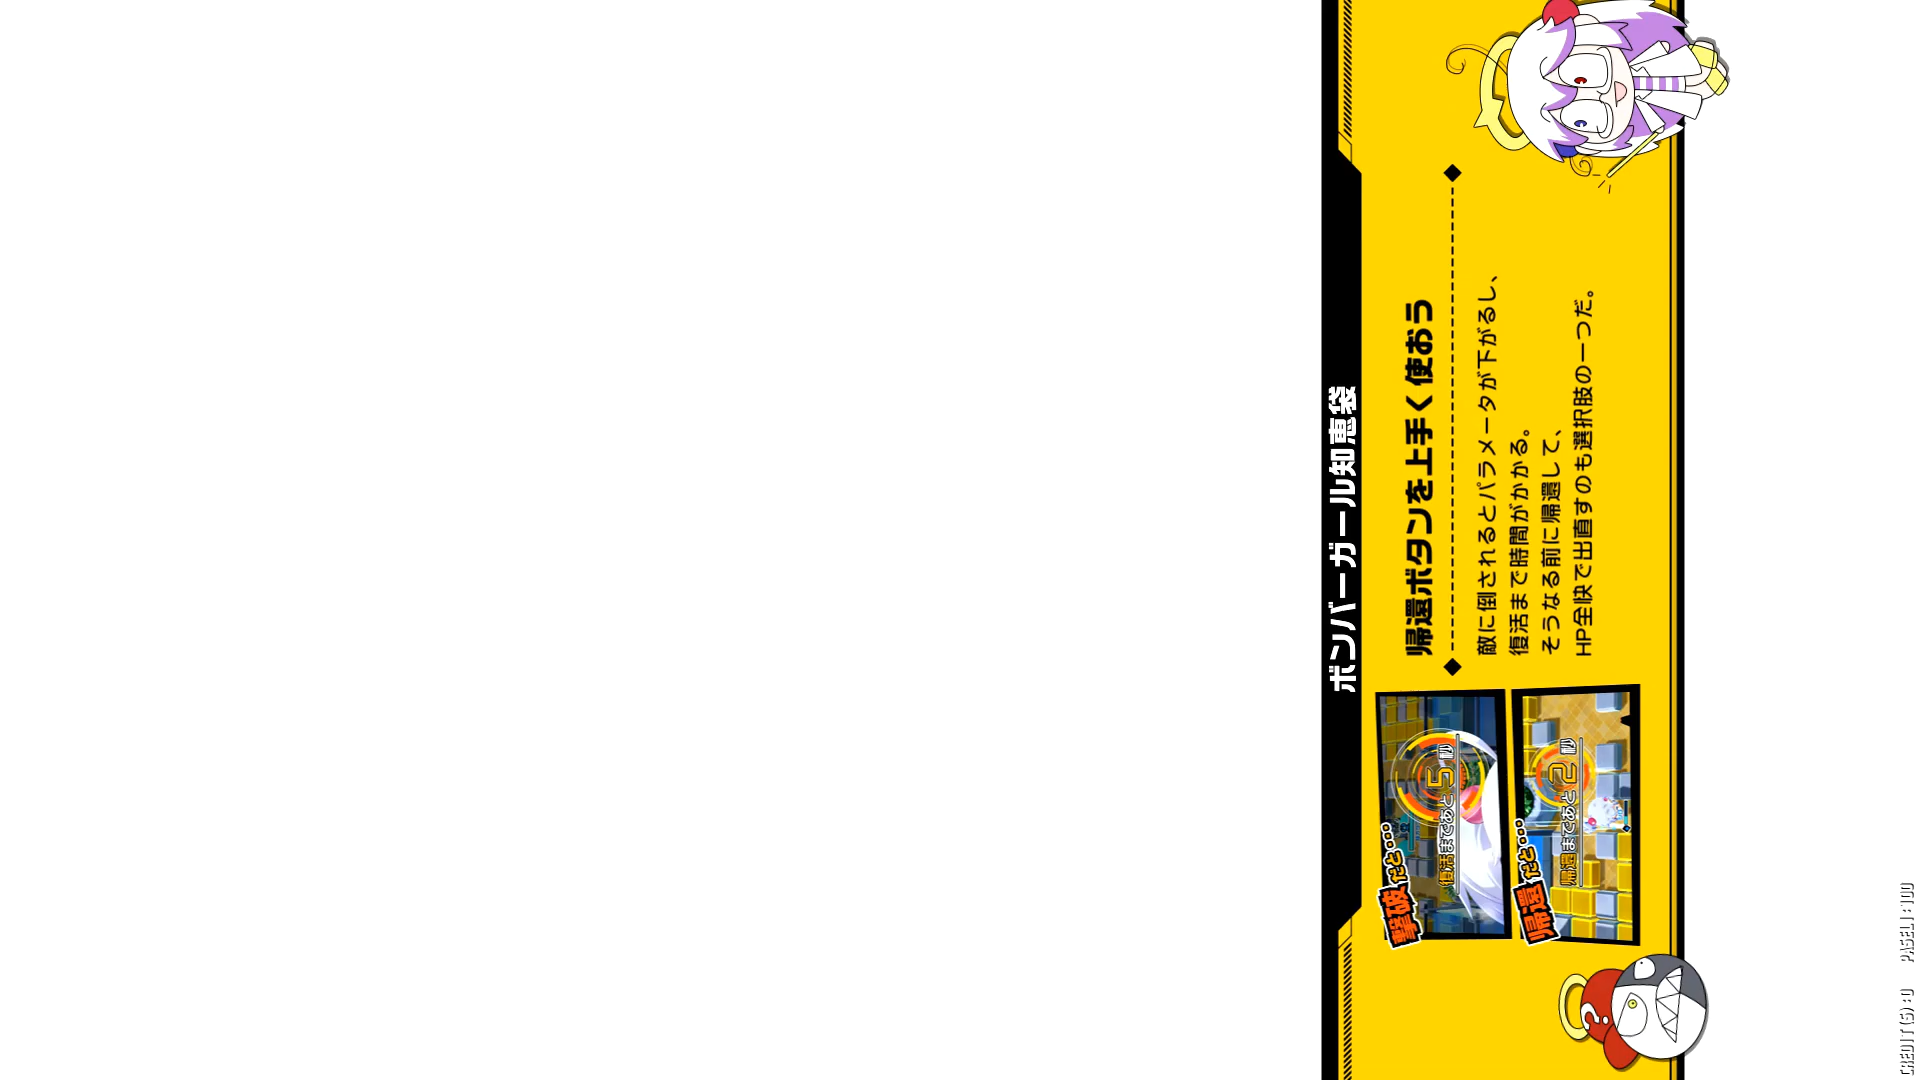 ボンバーガール知恵袋
帰還ボタンを上手く使おう
敵に倒されるとパラメータが下がるし、
復活まで時間がかかる。
そうなる前に帰還して、
HP全快で出直すのも選択肢の一つだ。
撃破だと…
復活まであと5秒
帰還だと…
帰還まであと2秒
?
CREDIT(S):0 PASELI:100